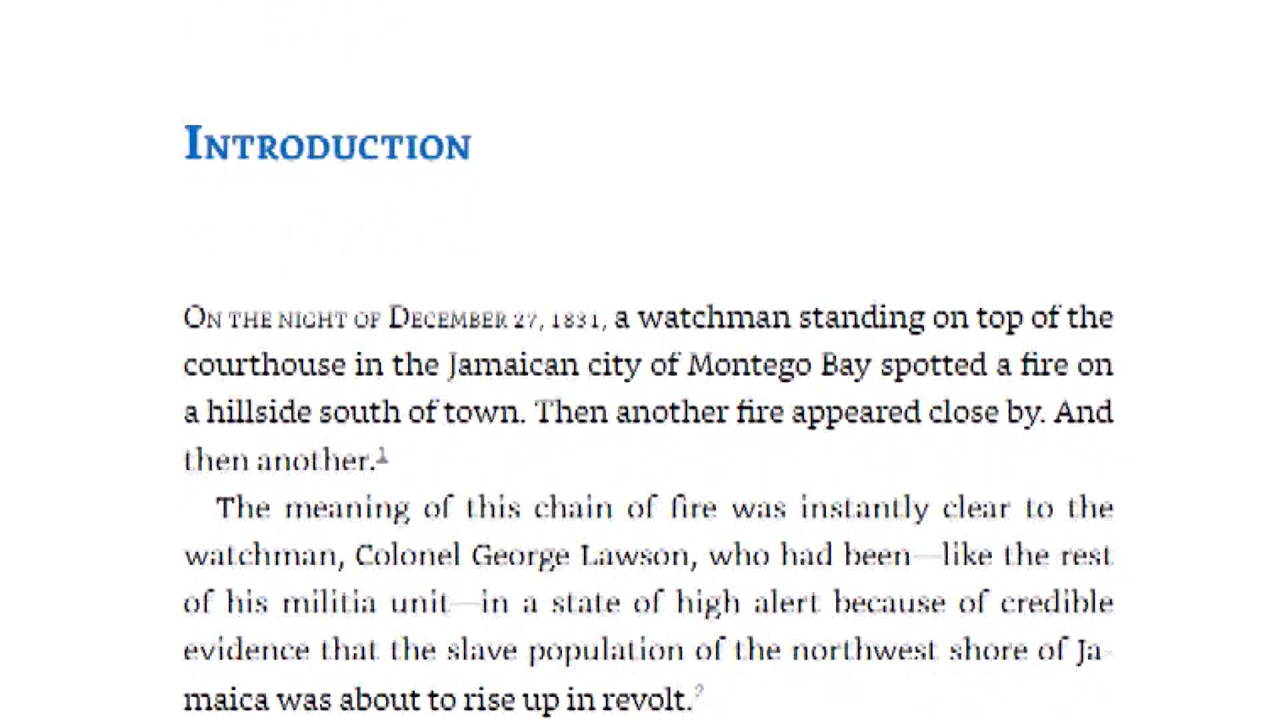 INTRODUCTION
ON THE NIGHT OF DECEMBER 27, 1831, a watchman standing on top of the
courthouse in the Jamaican city of Montego Bay spotted a fire on
a hillside south of town. Then another fire appeared close by. And
then another.1
The meaning of this chain of fire was instantly clear to the
watchman, Colonel George Lawson, who had been—like the rest
of his militia unit—in a state of high alert because of credible
evidence that the slave population of the northwest shore of Ja-
maica was about to rise up in revolt.2